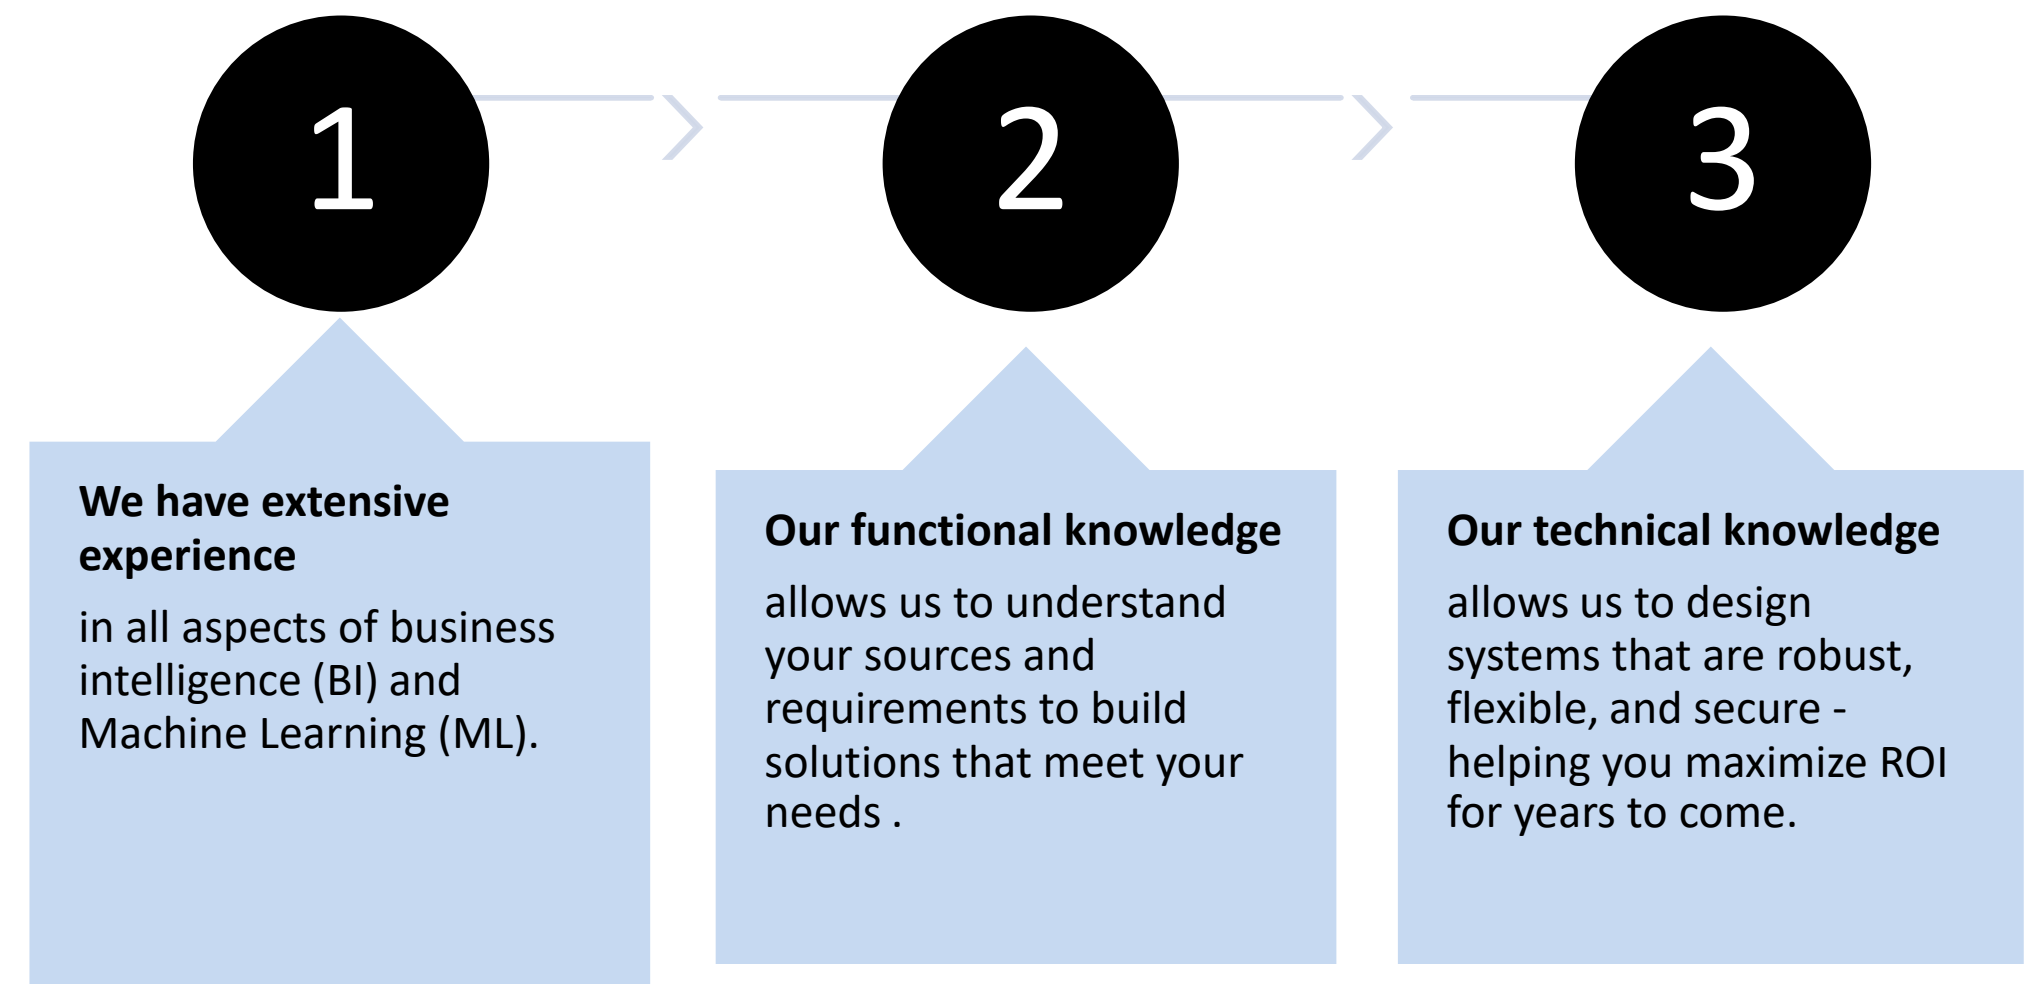 1
2
3
We have extensive
experience
in all aspects of business
intelligence (BI) and
Machine Learning (ML).
Our functional knowledge
allows us to understand
your sources and
requirements to build
solutions that meet your
needs .
Our technical knowledge
allows us to design
systems that are robust,
flexible, and secure -
helping you maximize ROI
for years to come.